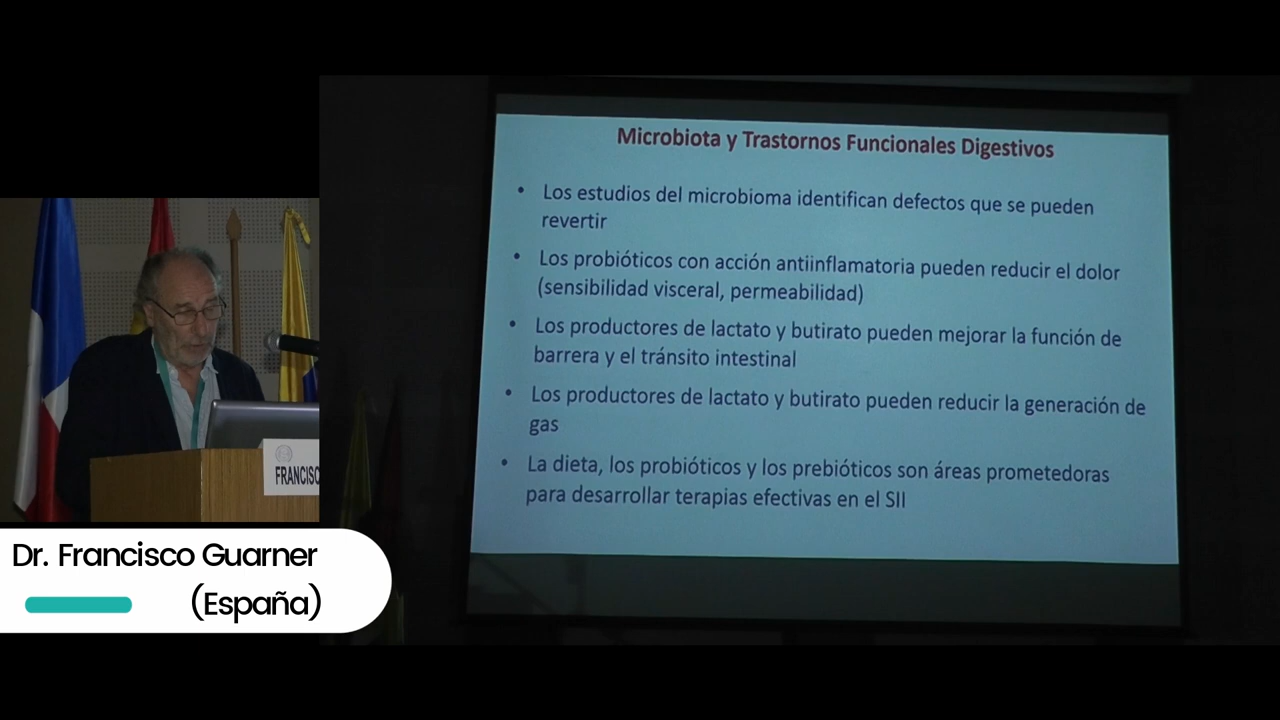 Microbiota y Trastornos Funcionales Digestivos
• Los estudios del microbioma identifican defectos que se pueden
revertir
• Los probióticos con acción antiinflamatoria pueden reducir el dolor
(sensibilidad visceral, permeabilidad)
• Los productores de lactato y butirato pueden mejorar la función de
barrera y el tránsito intestinal
• Los productores de lactato y butirato pueden reducir la generación de
gas
• La dieta, los probióticos y los prebióticos son áreas prometedoras
para desarrollar terapias efectivas en el SII
FRANCISC
Dr. Francisco Guarner
(España)